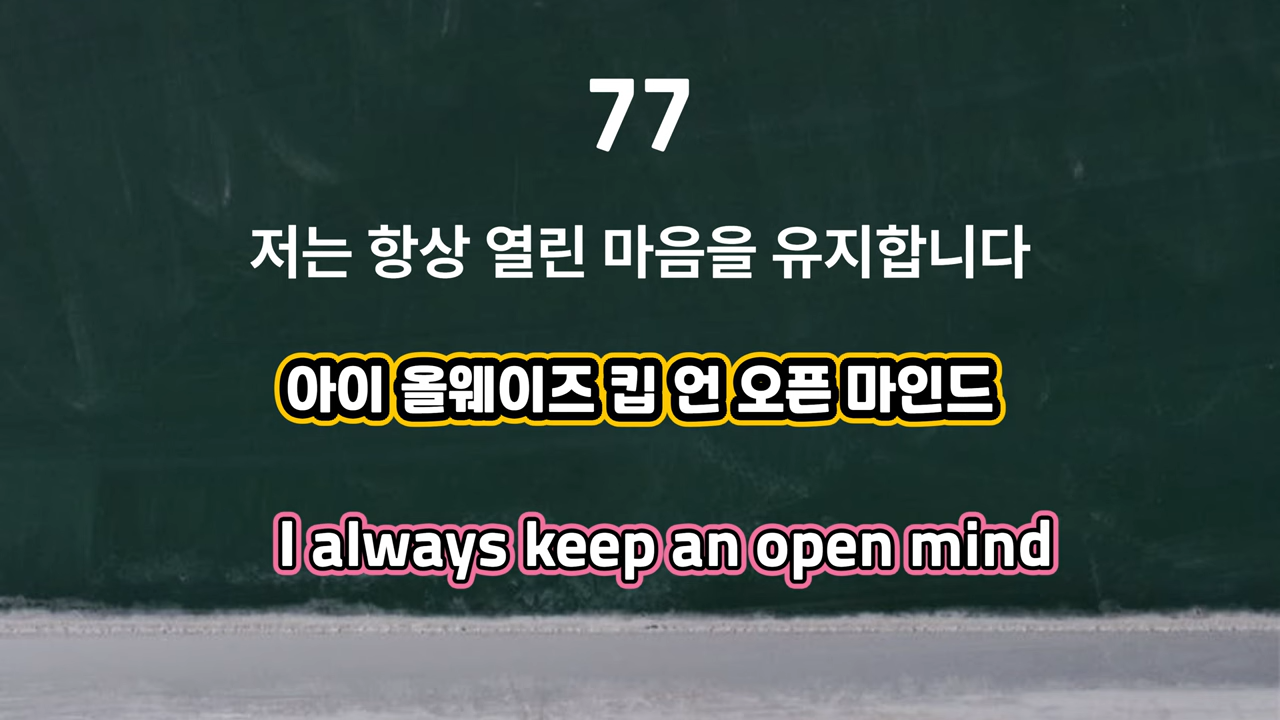 77
저는 항상 열린 마음을 유지합니다
아이 올웨이즈 킵 언 오픈 마인드
I always keep an open mind